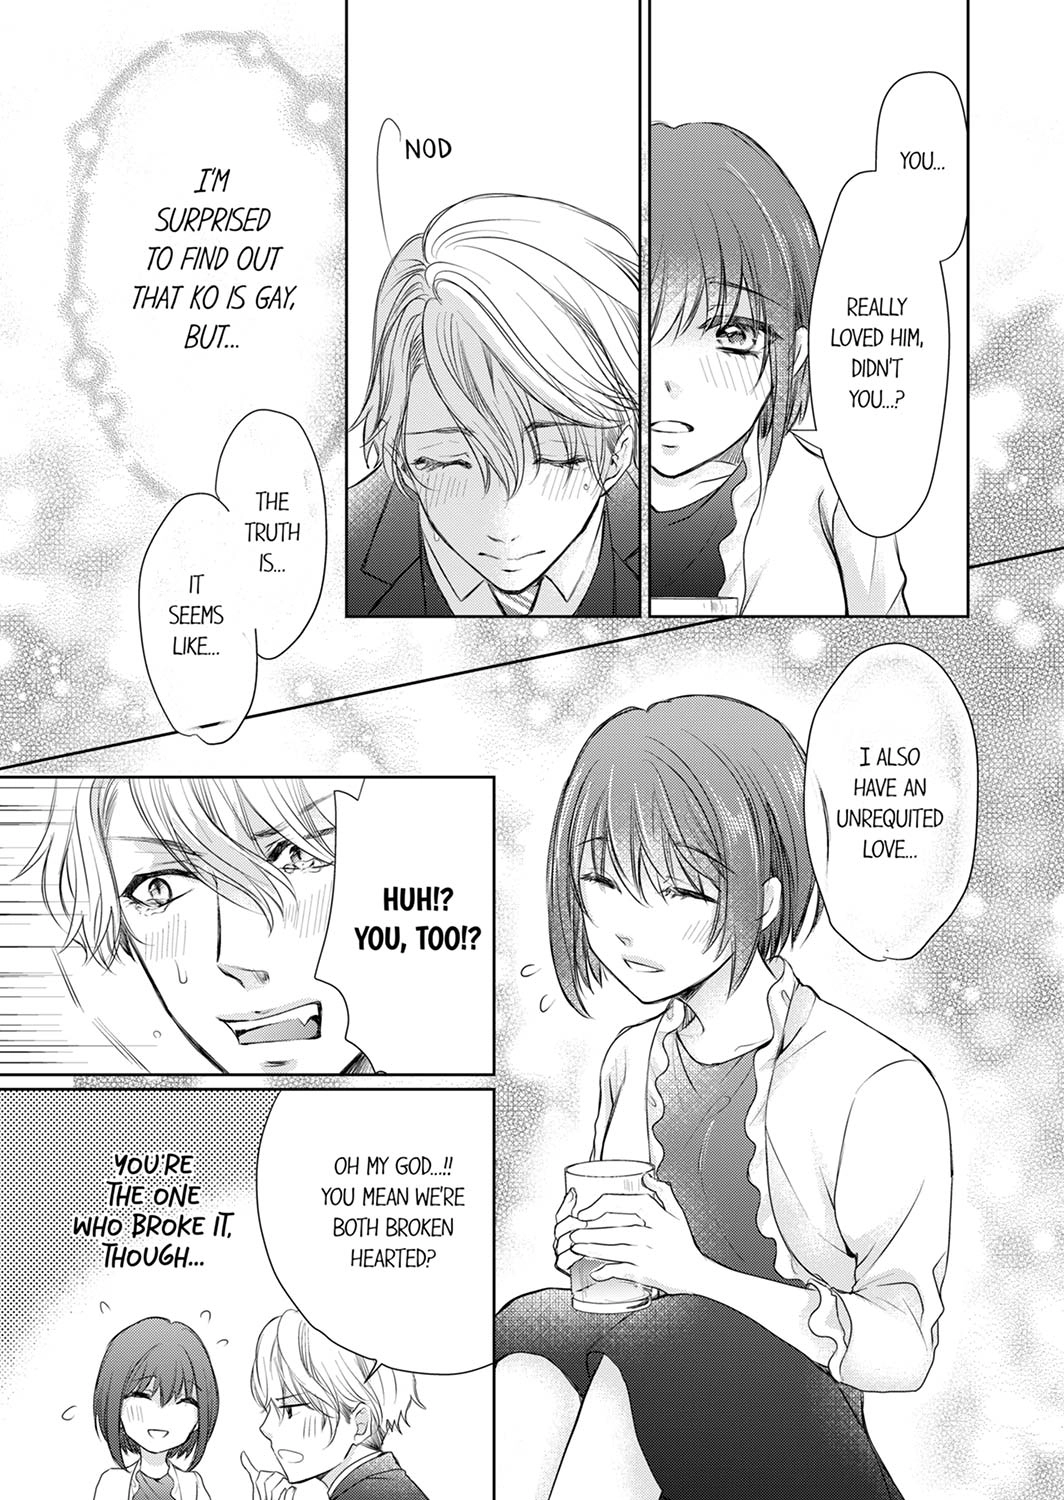 YOU...
REALLY
LOVED HIM,
DIDN'T
YOU...?
NOD
I'M
SURPRISED
TO FIND OUT
THAT KO IS GAY,
BUT...
THE
TRUTH
IS...
IT
SEEMS
LIKE...
I ALSO
HAVE AN
UNREQUITED
LOVE...
HUH!?
YOU, TOO!?
OH MY GOD...!!
YOU MEAN WE'RE
BOTH BROKEN
HEARTED?
YOU'RE
THE ONE
WHO BROKE IT,
THOUGH...